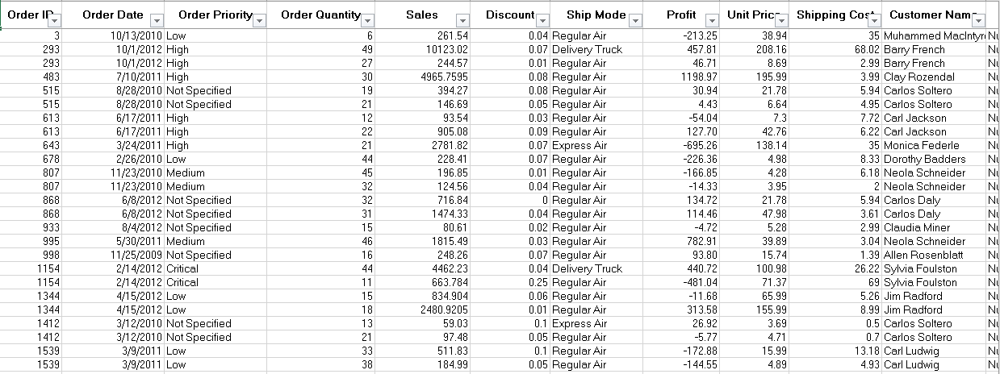 Order ID Order Date Order Priority Order Quantity Sales Discount Ship Mode Profit Unit Price Shipping Cost Customer Name
3 10/13/2010 Low 6 261.54 0.04 Regular Air -213.25 38.94 35 Muhammed MacIntyr Nu
293 10/1/2012 High 49 10123.02 0.07 Delivery Truck 457.81 208.16 68.02 Barry French Nu
293 10/1/2012 High 27 244.57 0.01 Regular Air 46.71 8.69 2.99 Barry French Nu
483 7/10/2011 High 30 4965.7595 0.08 Regular Air 1198.97 195.99 3.99 Clay Rozendal Nu
515 8/28/2010 Not Specified 19 394.27 0.08 Regular Air 30.94 21.78 5.94 Carlos Soltero Nu
515 8/28/2010 Not Specified 21 146.69 0.05 Regular Air 4.43 6.64 4.95 Carlos Soltero Nu
613 6/17/2011 High 12 93.54 0.03 Regular Air -54.04 7.3 7.72 Carl Jackson Nu
613 6/17/2011 High 22 905.08 0.09 Regular Air 127.70 42.76 6.22 Carl Jackson Nu
643 3/24/2011 High 21 2781.82 0.07 Express Air -695.26 138.14 35 Monica Federle Nu
678 2/26/2010 Low 44 228.41 0.07 Regular Air -226.36 4.98 8.33 Dorothy Badders Nu
807 11/23/2010 Medium 45 196.85 0.01 Regular Air -166.85 4.28 6.18 Neola Schneider Nu
807 11/23/2010 Medium 32 124.56 0.04 Regular Air -14.33 3.95 2 Neola Schneider Nu
868 6/8/2012 Not Specified 32 716.84 0 Regular Air 134.72 21.78 5.94 Carlos Daly Nu
868 6/8/2012 Not Specified 31 1474.33 0.04 Regular Air 114.46 47.98 3.61 Carlos Daly Nu
933 8/4/2012 Not Specified 15 80.61 0.02 Regular Air -4.72 5.28 2.99 Claudia Miner Nu
995 5/30/2011 Medium 46 1815.49 0.03 Regular Air 782.91 39.89 3.04 Neola Schneider Nu
998 11/25/2009 Not Specified 16 248.26 0.07 Regular Air 93.80 15.74 1.39 Allen Rosenblatt Nu
1154 2/14/2012 Critical 44 4462.23 0.04 Delivery Truck 440.72 100.98 26.22 Sylvia Foulston Nu
1154 2/14/2012 Critical 11 663.784 0.25 Regular Air -481.04 71.37 69 Sylvia Foulston Nu
1344 4/15/2012 Low 15 834.904 0.06 Regular Air -11.68 65.99 5.26 Jim Radford Nu
1344 4/15/2012 Low 18 2480.9205 0.01 Regular Air 313.58 155.99 8.99 Jim Radford Nu
1412 3/12/2010 Not Specified 13 59.03 0.1 Express Air 26.92 3.69 0.5 Carlos Soltero Nu
1412 3/12/2010 Not Specified 21 97.48 0.05 Regular Air -5.77 4.71 0.7 Carlos Soltero Nu
1539 3/9/2011 Low 33 511.83 0.1 Regular Air -172.88 15.99 13.18 Carl Ludwig Nu
1539 3/9/2011 Low 38 184.99 0.05 Regular Air -144.55 4.89 4.93 Carl Ludwig Nu